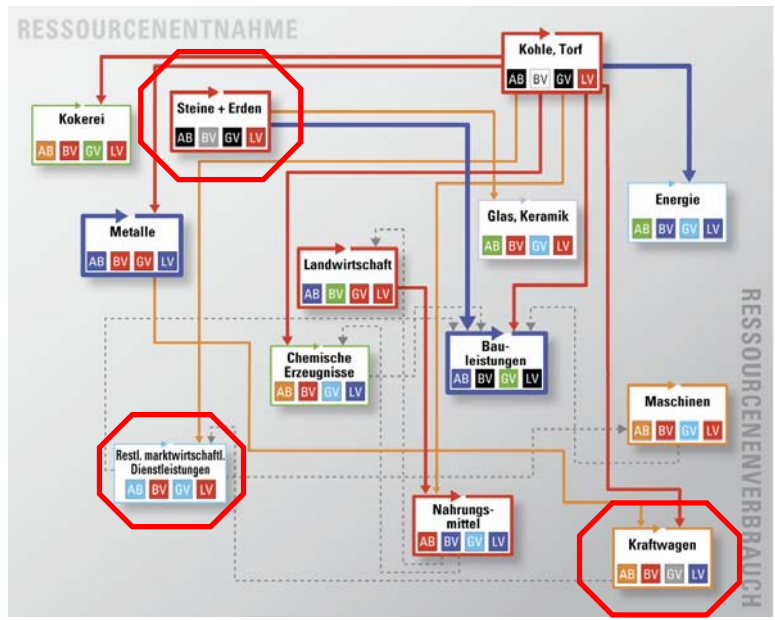 RESSOURCENENTNAHME
Kohle, Torf
AB BV GV LV
Steine + Erden
AB BV GV LV
Kokerei
AB BV GV LV
Energie
AB BV GV LV
Glas, Keramik
AB BV GV LV
Metalle
AB BV GV LV
Landwirtschaft
AB BV GV LV
Bau-
leistungen
AB BV GV LV
Chemische
Erzeugnisse
AB BV GV LV
Maschinen
AB BV GV LV
Restl. marktwirtschaftl.
Dienstleistungen
AB BV GV LV
Nahrungs-
mittel
AB BV GV LV
Kraftwagen
AB BV GV LV
RESSOURCENENVERBRAUCH